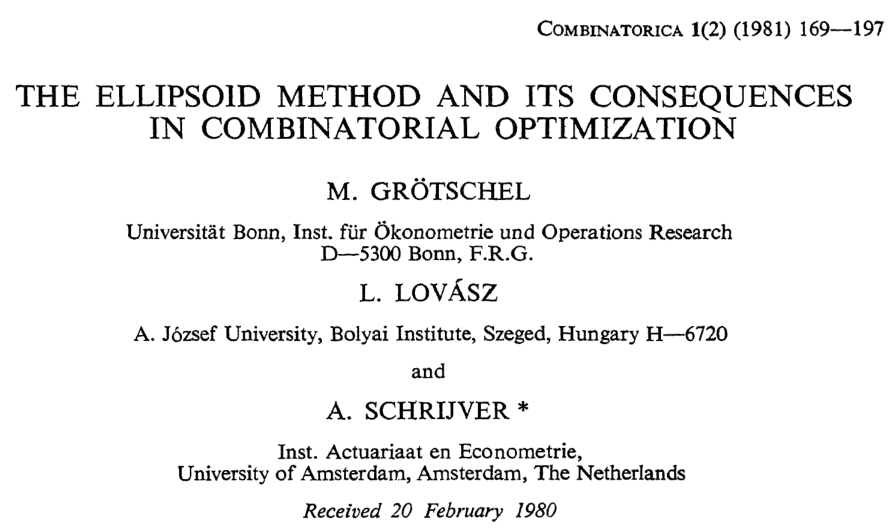 COMBINATORICA 1(2) (1981) 169—197
THE ELLIPSOID METHOD AND ITS CONSEQUENCES
IN COMBINATORIAL OPTIMIZATION
M. GRÖTSCHEL
Universität Bonn, Inst. für Ökonometrie und Operations Research
D—5300 Bonn, F.R.G.
L. LOVÁSZ
A. József University, Bolyai Institute, Szeged, Hungary H—6720
and
A. SCHRIJVER *
Inst. Actuariaat en Econometrie,
University of Amsterdam, Amsterdam, The Netherlands
Received 20 February 1980